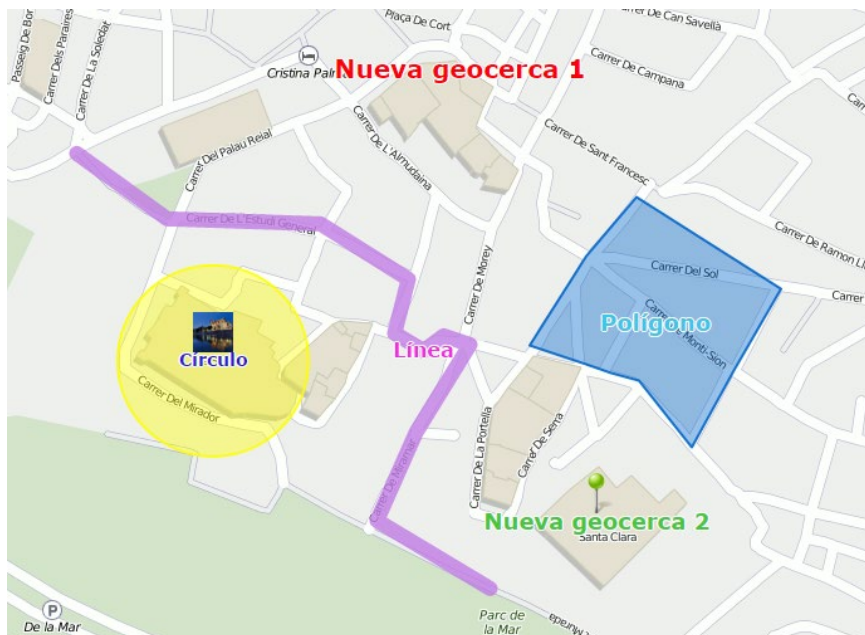 Passeig De Bor
Carrer Dels Paraires
Carrer De La Soledat
Plaça De Cort
Carrer De Can Savellà
Cristina Palm
Nueva geocerca 1
Carrer De Campana
Carrer Del Palau Reial
Carrer De L'Almudaina
Carrer De Sant Francesc
Carrer De L'Estudi General
Carrer De Morey
Carrer De Ramon Ll
Carrer Del Sol
Carrer
Polígono
Carrer De Monti-Sion
Círculo
Línea
Carrer Del Mirador
Carrer De Miramar
Carrer De La Portella
Carrer De Serra
Nueva geocerca 2
Santa Clara
P
De la Mar
Parc de
la Mar
Murada